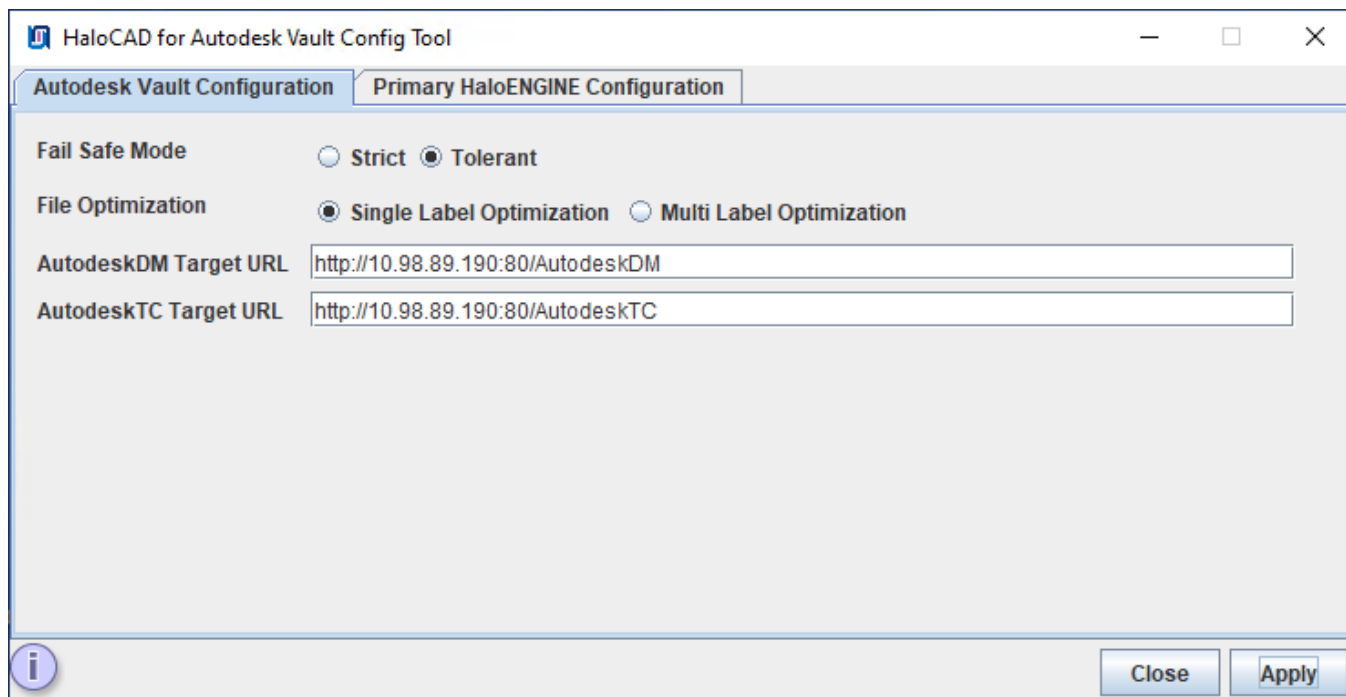 HaloCAD for Autodesk Vault Config Tool
Autodesk Vault Configuration Primary HaloENGINE Configuration
Fail Safe Mode Strict Tolerant
File Optimization Single Label Optimization Multi Label Optimization
AutodeskDM Target URL http://10.98.89.190:80/AutodeskDM
AutodeskTC Target URL http://10.98.89.190:80/AutodeskTC
i Close Apply